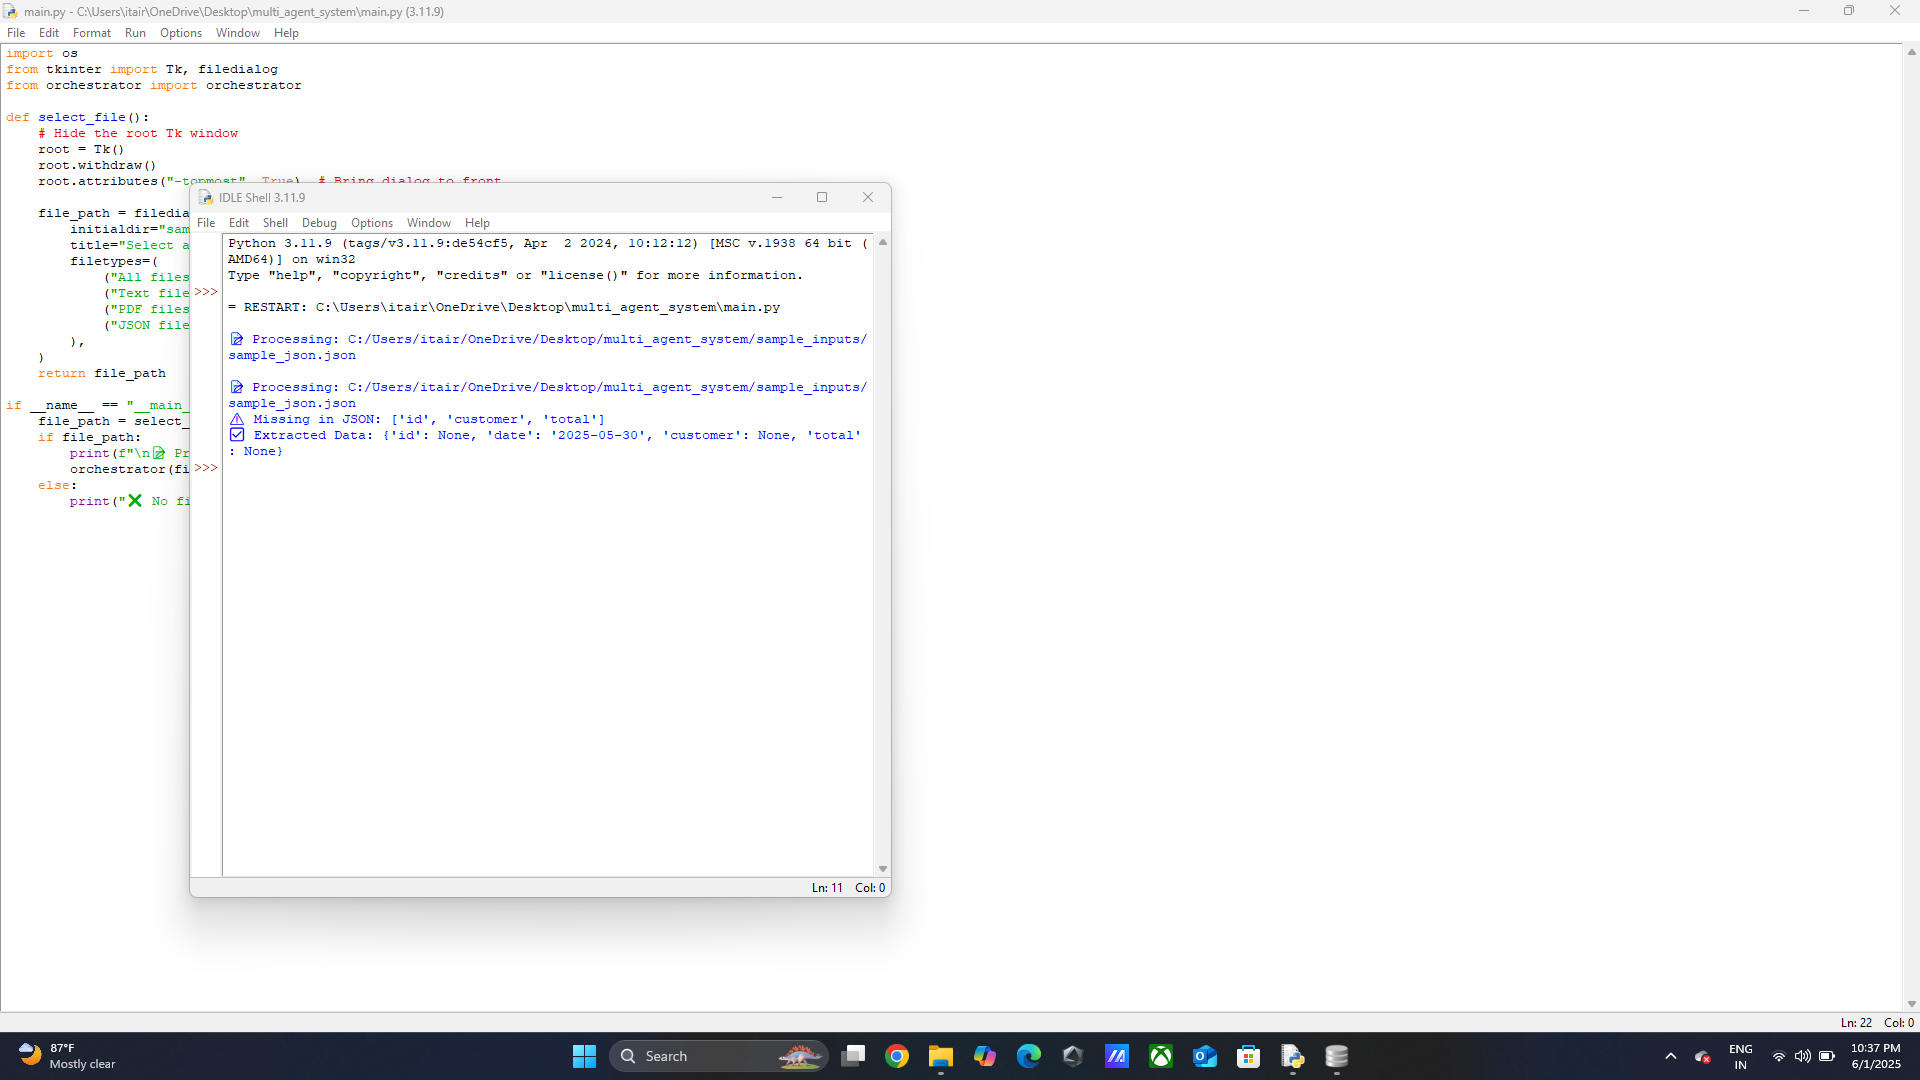 main.py - C:\Users\itair\OneDrive\Desktop\multi_agent_system\main.py (3.11.9)
File Edit Format Run Options Window Help
import os
from tkinter import Tk, filedialog
from orchestrator import orchestrator
def select_file():
# Hide the root Tk window
root = Tk()
root.withdraw()
root.attributes("-topmost", True) # Bring dialog to front
file_path = filedia
initialdir="sam
title="Select a
filetypes=(
("All files
("Text file
("PDF files
("JSON file
),
)
return file_path
if __name__ == "__main_
file_path = select_
if file_path:
print(f"\n📝 Pr
orchestrator(fi
else:
print("❌ No fi
IDLE Shell 3.11.9
File Edit Shell Debug Options Window Help
Python 3.11.9 (tags/v3.11.9:de54cf5, Apr  2 2024, 10:12:12) [MSC v.1938 64 bit (
AMD64)] on win32
Type "help", "copyright", "credits" or "license()" for more information.
>>>
= RESTART: C:\Users\itair\OneDrive\Desktop\multi_agent_system\main.py
📝 Processing: C:/Users/itair/OneDrive/Desktop/multi_agent_system/sample_inputs/
sample_json.json
📝 Processing: C:/Users/itair/OneDrive/Desktop/multi_agent_system/sample_inputs/
sample_json.json
⚠ Missing in JSON: ['id', 'customer', 'total']
☑ Extracted Data: {'id': None, 'date': '2025-05-30', 'customer': None, 'total'
: None}
>>>
Ln: 11 Col: 0
Ln: 22 Col: 0
87°F
Mostly clear
Search
ENG
IN
10:37 PM
6/1/2025